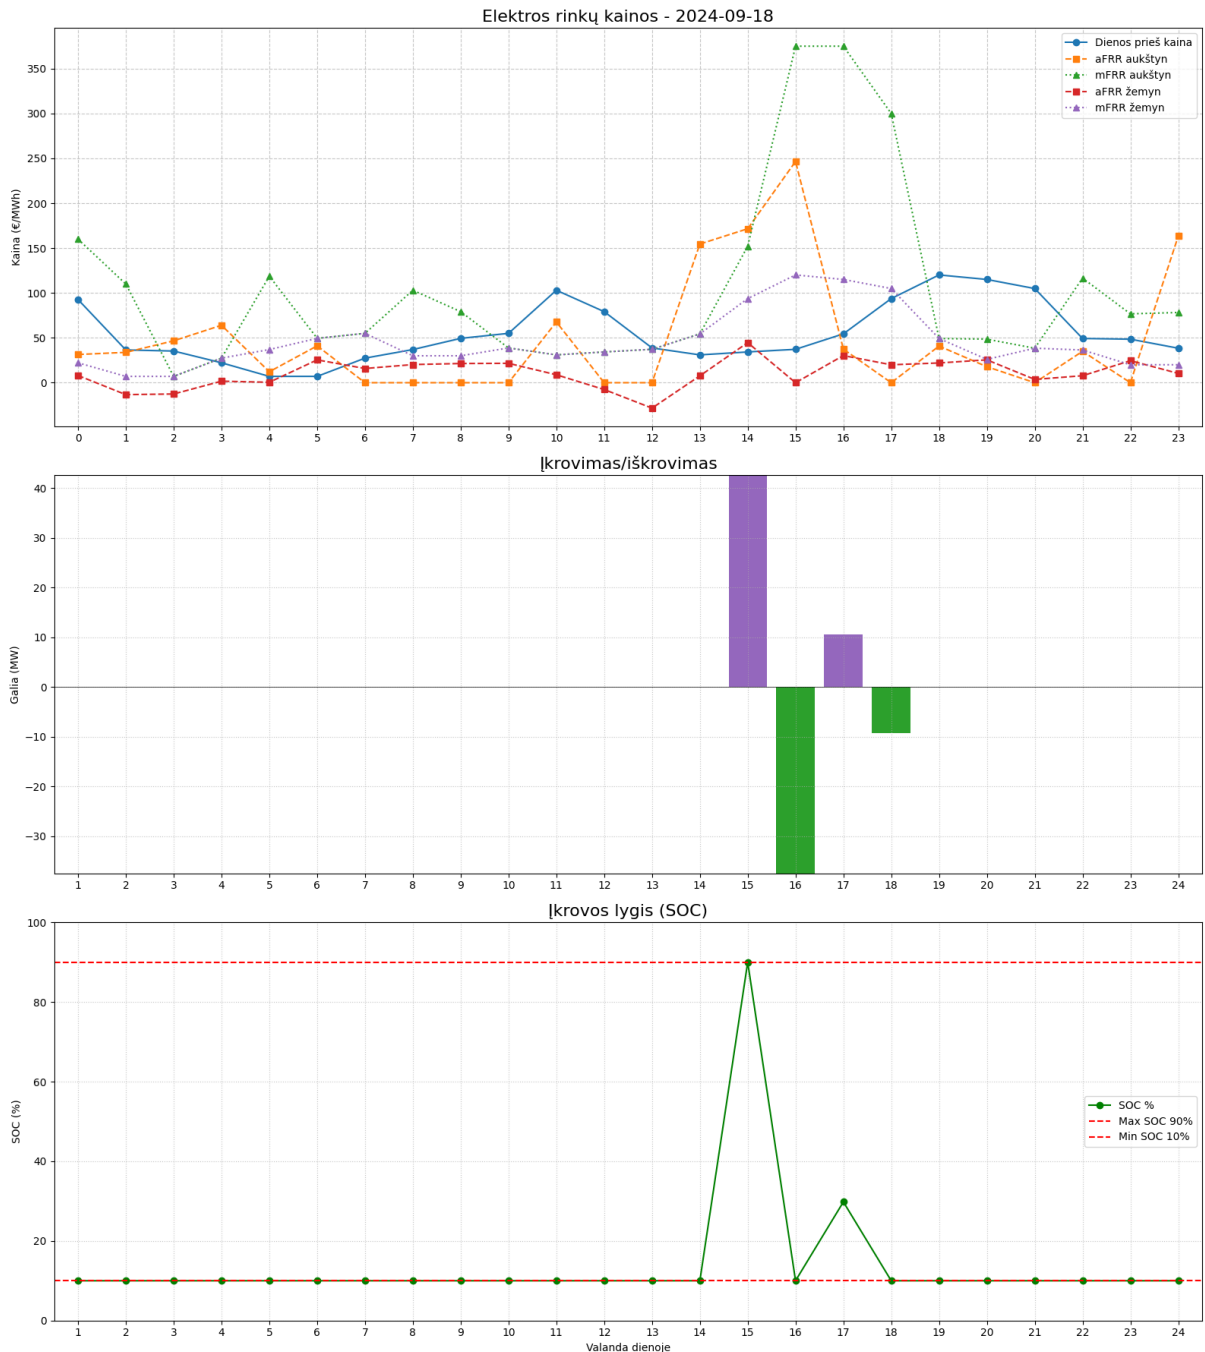 Elektros rinkų kainos - 2024-09-18
Kaina (€/MWh)
350
300
250
200
150
100
50
0
Dienos prieš kaina
aFRR aukštyn
mFRR aukštyn
aFRR žemyn
mFRR žemyn
0 1 2 3 4 5 6 7 8 9 10 11 12 13 14 15 16 17 18 19 20 21 22 23
Įkrovimas/iškrovimas
Galia (MW)
40
30
20
10
0
−10
−20
−30
1 2 3 4 5 6 7 8 9 10 11 12 13 14 15 16 17 18 19 20 21 22 23 24
Įkrovos lygis (SOC)
SOC (%)
100
80
60
40
20
0
SOC %
Max SOC 90%
Min SOC 10%
1 2 3 4 5 6 7 8 9 10 11 12 13 14 15 16 17 18 19 20 21 22 23 24
Valanda dienoje